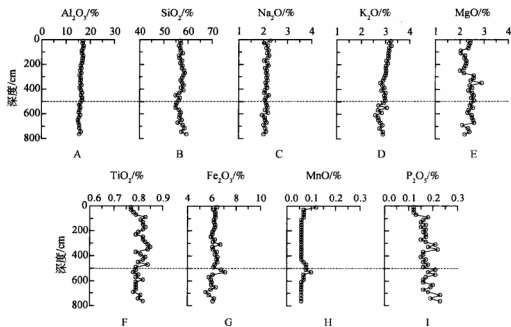 Al₂O₃/% SiO₂/% Na₂O/% K₂O/% MgO/%
0 10 20 30 40 50 60 70 1 2 3 4 1 2 3 4 1 2 3 4
0
200
400
600
800
深度/cm
A B C D E
TiO₂/% Fe₂O₃/% MnO/% P₂O₅/%
0.6 0.7 0.8 0.9 4 6 8 10 0 0.1 0.2 0.3 0 0.1 0.2 0.3
0
200
400
600
800
深度/cm
F G H I